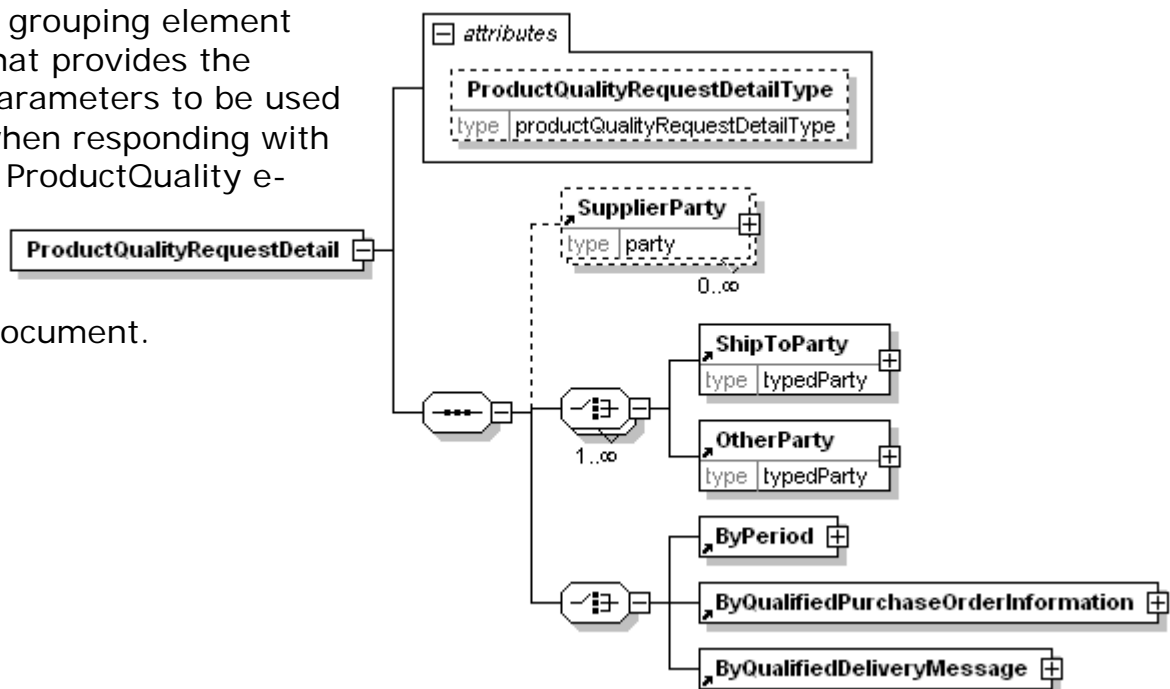 grouping element
hat provides the
arameters to be used
when responding with
ProductQuality e-
ocument.
attributes
ProductQualityRequestDetailType
type productQualityRequestDetailType
ProductQualityRequestDetail
SupplierParty
type party
0..∞
ShipToParty
type typedParty
1..∞
OtherParty
type typedParty
ByPeriod
ByQualifiedPurchaseOrderInformation
ByQualifiedDeliveryMessage